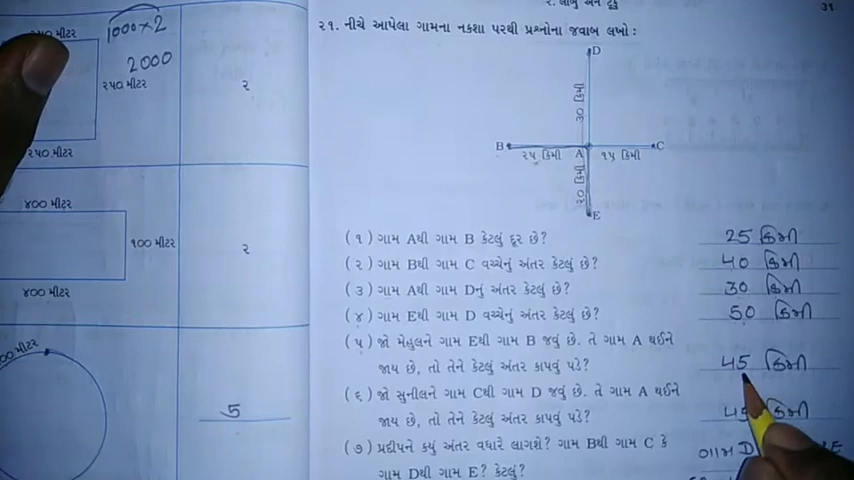 ૨. લાંબુ અને ટૂંકુ
૩૧
1000×2
2000
૨૫૦ મીટર
૨૫૦ મીટર
૨
૪૦૦ મીટર
૧૦૦ મીટર
૪૦૦ મીટર
૨
મીટર
5
૨૧. નીચે આપેલા ગામના નકશા પરથી પ્રશ્નોના જવાબ લખો :
D
૩૦ કિમી
B
૨૫ કિમી
A
૧૫ કિમી
C
૨૦ કિમી
E
(૧) ગામ Aથી ગામ B કેટલું દૂર છે? 25 કિમી
(૨) ગામ Bથી ગામ C વચ્ચેનું અંતર કેટલું છે? 40 કિમી
(૩) ગામ Aથી ગામ Dનું અંતર કેટલું છે? 30 કિમી
(૪) ગામ Eથી ગામ D વચ્ચેનું અંતર કેટલું છે? 50 કિમી
(૫) જો મેહુલને ગામ Eથી ગામ B જવું છે. તે ગામ A થઈને
જાય છે, તો તેને કેટલું અંતર કાપવું પડે? 45 કિમી
(૬) જો સુનીલને ગામ Cથી ગામ D જવું છે. તે ગામ A થઈને
જાય છે, તો તેને કેટલું અંતર કાપવું પડે? 45 કિમી
(૭) પ્રદીપને કયું અંતર વધારે લાગશે? ગામ Bથી ગામ C કે
ગામ D E
ગામ Dથી ગામ E? કેટલું?